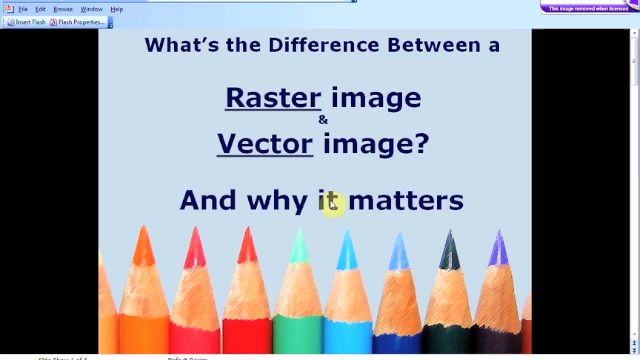 This image removed when licensed
File Edit Browse Window Help
Insert Flash Flash Properties...
What's the Difference Between a
Raster image
&
Vector image?
And why it matters